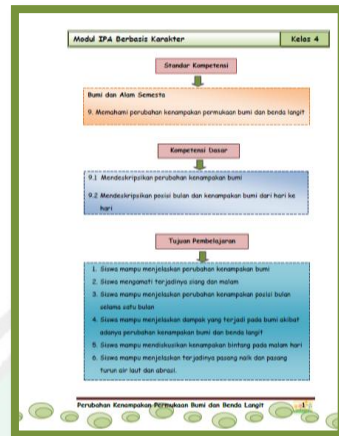 Modul IPA Berbasis Karakter
Kelas 4
Standar Kompetensi
Bumi dan Alam Semesta
9. Memahami perubahan kenampakan permukaan bumi dan benda langit
Kompetensi Dasar
9.1 Mendeskripsikan perubahan kenampakan bumi
9.2 Mendeskripsikan posisi bulan dan kenampakan bumi dari hari ke
hari
Tujuan Pembelajaran
1. Siswa mampu menjelaskan perubahan kenampakan bumi
2. Siswa mengamati terjadinya siang dan malam
3. Siswa mampu menjelaskan perubahan kenampakan posisi bulan
selama satu bulan
4. Siswa mampu menjelaskan dampak yang terjadi pada bumi akibat
adanya perubahan kenampakan bumi dan benda langit
5. Siswa mampu mendiskusikan kenampakan bintang pada malam hari
6. Siswa mampu menjelaskan terjadinya pasang naik dan pasang
turun air laut dan abrasi.
Perubahan Kenampakan Permukaan Bumi dan Benda Langit
1